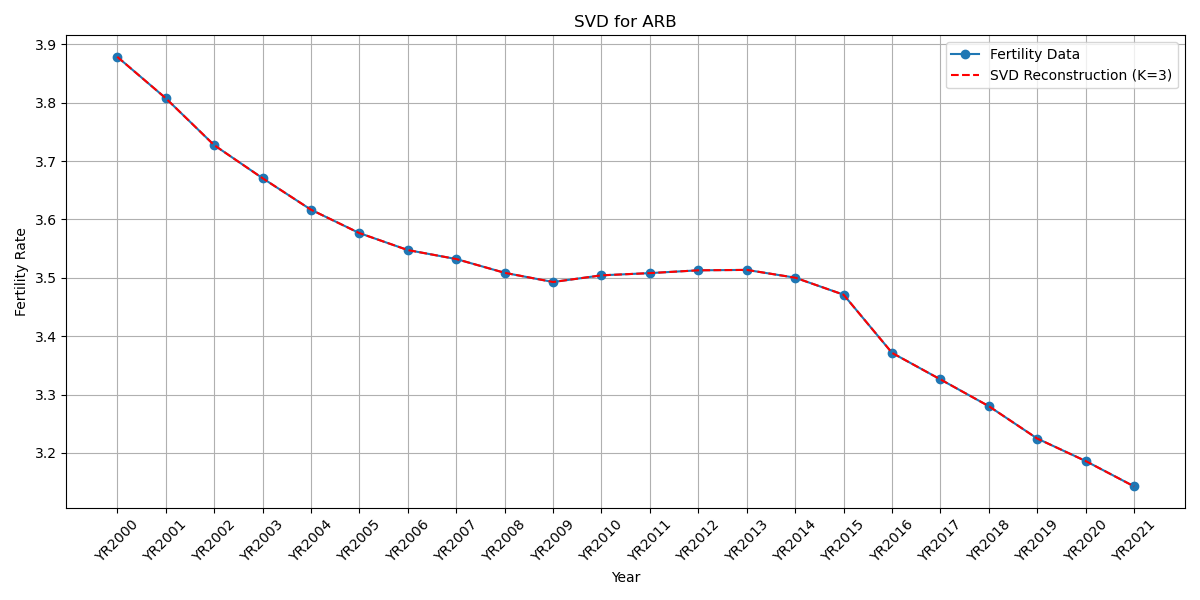 SVD for ARB
Fertility Data
SVD Reconstruction (K=3)
Fertility Rate
3.9
3.8
3.7
3.6
3.5
3.4
3.3
3.2
YR2000
YR2001
YR2002
YR2003
YR2004
YR2005
YR2006
YR2007
YR2008
YR2009
YR2010
YR2011
YR2012
YR2013
YR2014
YR2015
YR2016
YR2017
YR2018
YR2019
YR2020
YR2021
Year